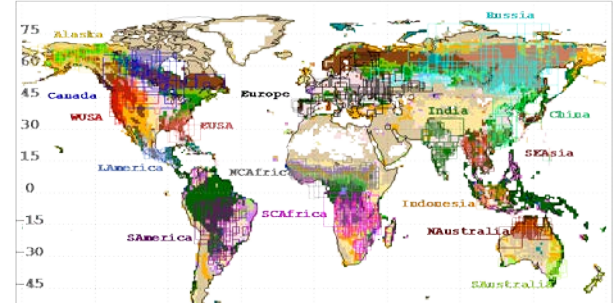 Russia
75
Alaska
60
45
Canada
Europe
India
China
WUSA
EUSA
30
SEAsia
15
LAmerica
NCAfric
0
Indonesia
SCAfrica
-15
SAmerica
NAustralia
-30
SAustralia
-45